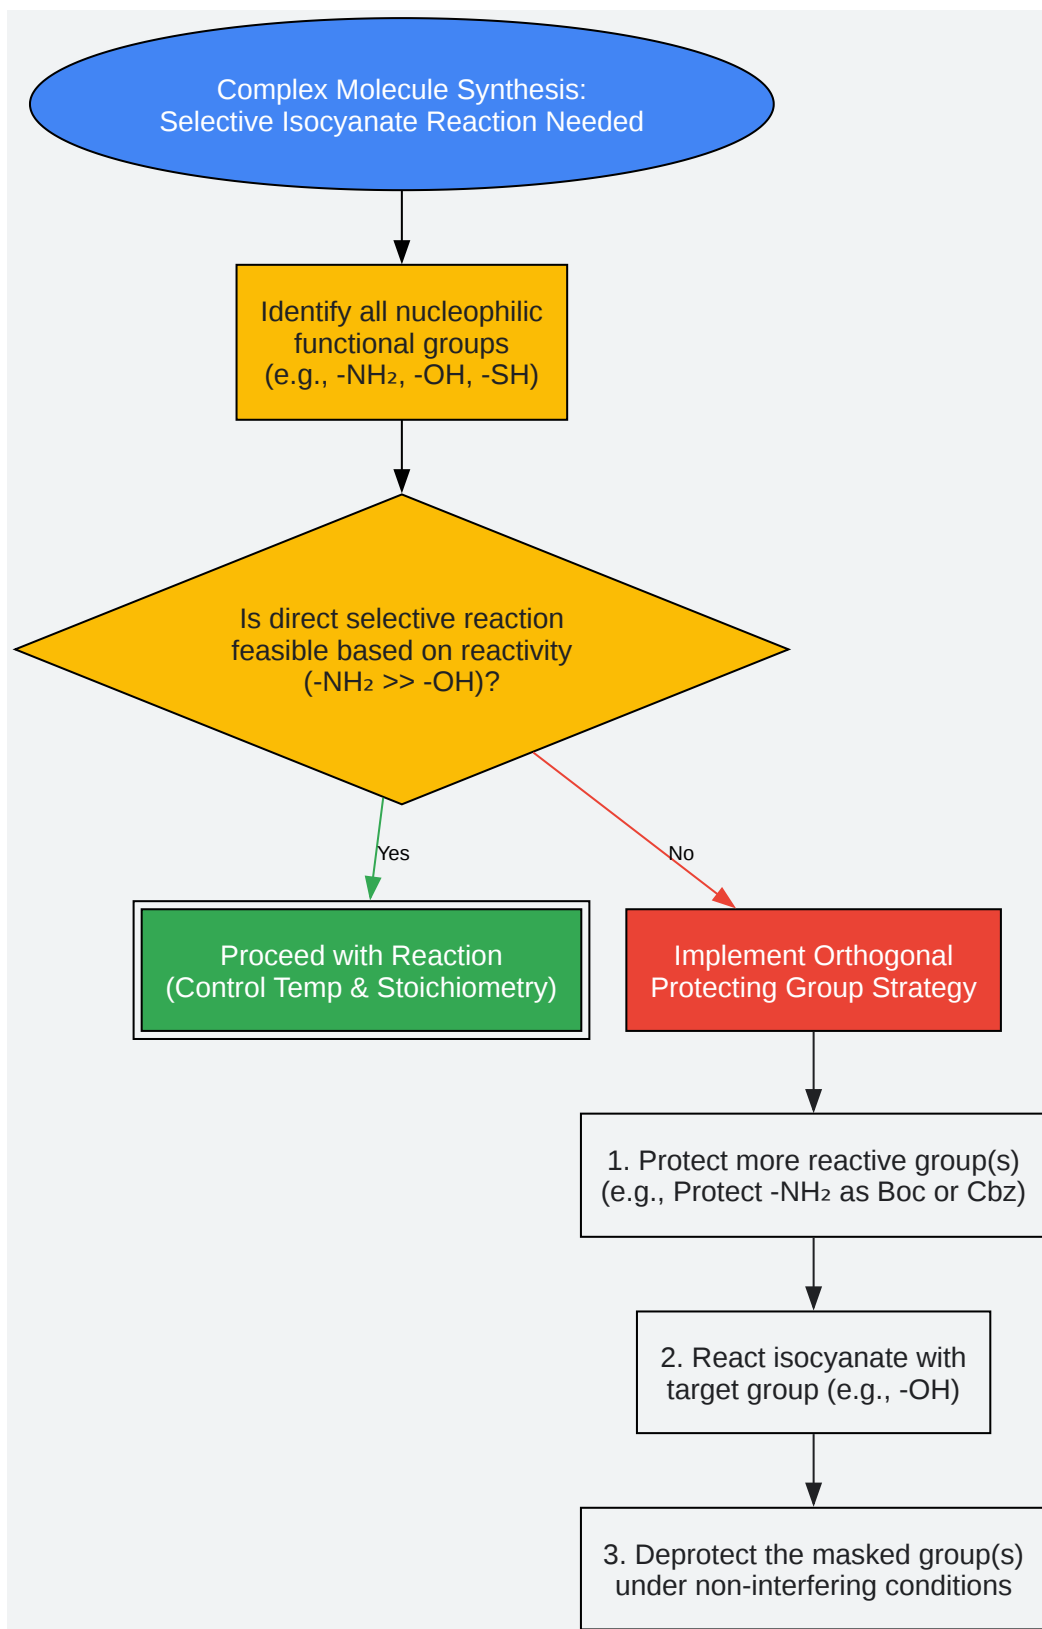 Complex Molecule Synthesis:
Selective Isocyanate Reaction Needed
Identify all nucleophilic
functional groups
(e.g., -NH₂, -OH, -SH)
Is direct selective reaction
feasible based on reactivity
(-NH₂ >> -OH)?
Yes
No
Proceed with Reaction
(Control Temp & Stoichiometry)
Implement Orthogonal
Protecting Group Strategy
1. Protect more reactive group(s)
(e.g., Protect -NH₂ as Boc or Cbz)
2. React isocyanate with
target group (e.g., -OH)
3. Deprotect the masked group(s)
under non-interfering conditions